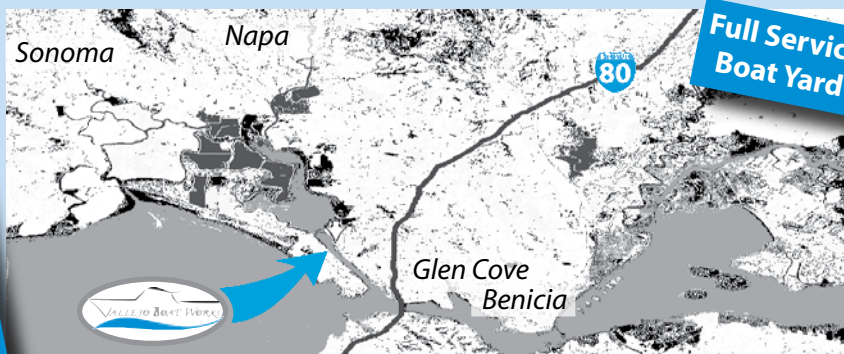 Sonoma
Napa
80
Full Servic
Boat Yard
Glen Cove
Benicia
VALLEJO BOAT WORKS